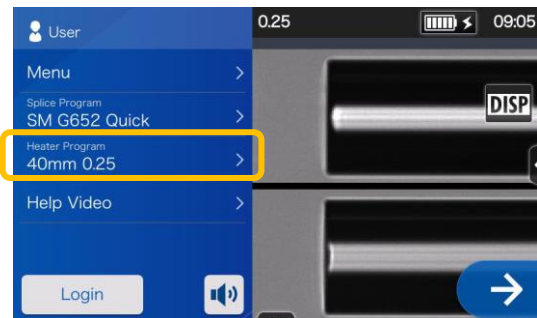 User
0.25
09:05
Menu
Splice Program
SM G652 Quick
DISP
Heater Program
40mm 0.25
Help Video
Login